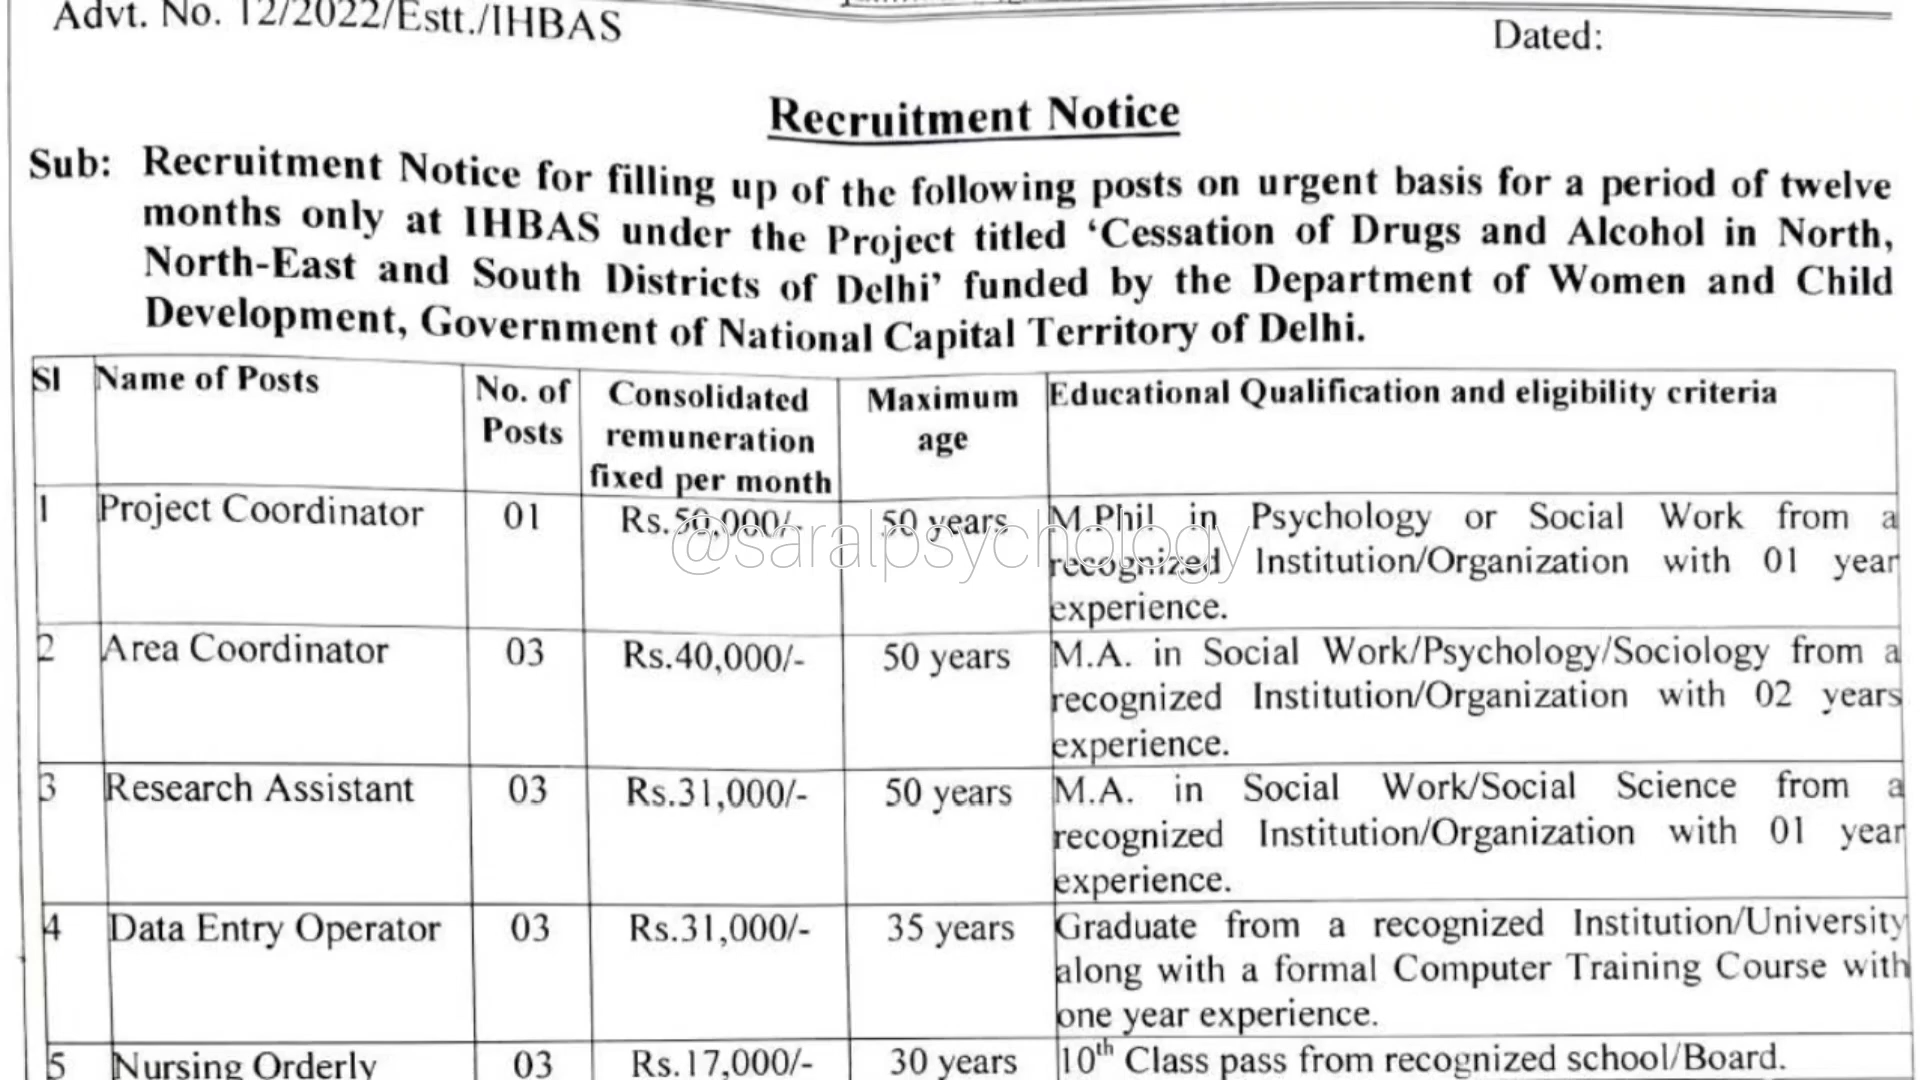 Advt. No. 12/2022/Estt./IHBAS
Dated:
Recruitment Notice
Sub: Recruitment Notice for filling up of the following posts on urgent basis for a period of twelve
months only at IHBAS under the Project titled ‘Cessation of Drugs and Alcohol in North,
North-East and South Districts of Delhi’ funded by the Department of Women and Child
Development, Government of National Capital Territory of Delhi.
Sl Name of Posts No. of Posts Consolidated remuneration fixed per month Maximum age Educational Qualification and eligibility criteria
1 Project Coordinator 01 Rs.50,000/- 50 years M.Phil in Psychology or Social Work from a
recognized Institution/Organization with 01 year
experience.
@saralpsychology
2 Area Coordinator 03 Rs.40,000/- 50 years M.A. in Social Work/Psychology/Sociology from a
recognized Institution/Organization with 02 years
experience.
3 Research Assistant 03 Rs.31,000/- 50 years M.A. in Social Work/Social Science from a
recognized Institution/Organization with 01 year
experience.
4 Data Entry Operator 03 Rs.31,000/- 35 years Graduate from a recognized Institution/University
along with a formal Computer Training Course with
one year experience.
5 Nursing Orderly 03 Rs.17,000/- 30 years 10th Class pass from recognized school/Board.